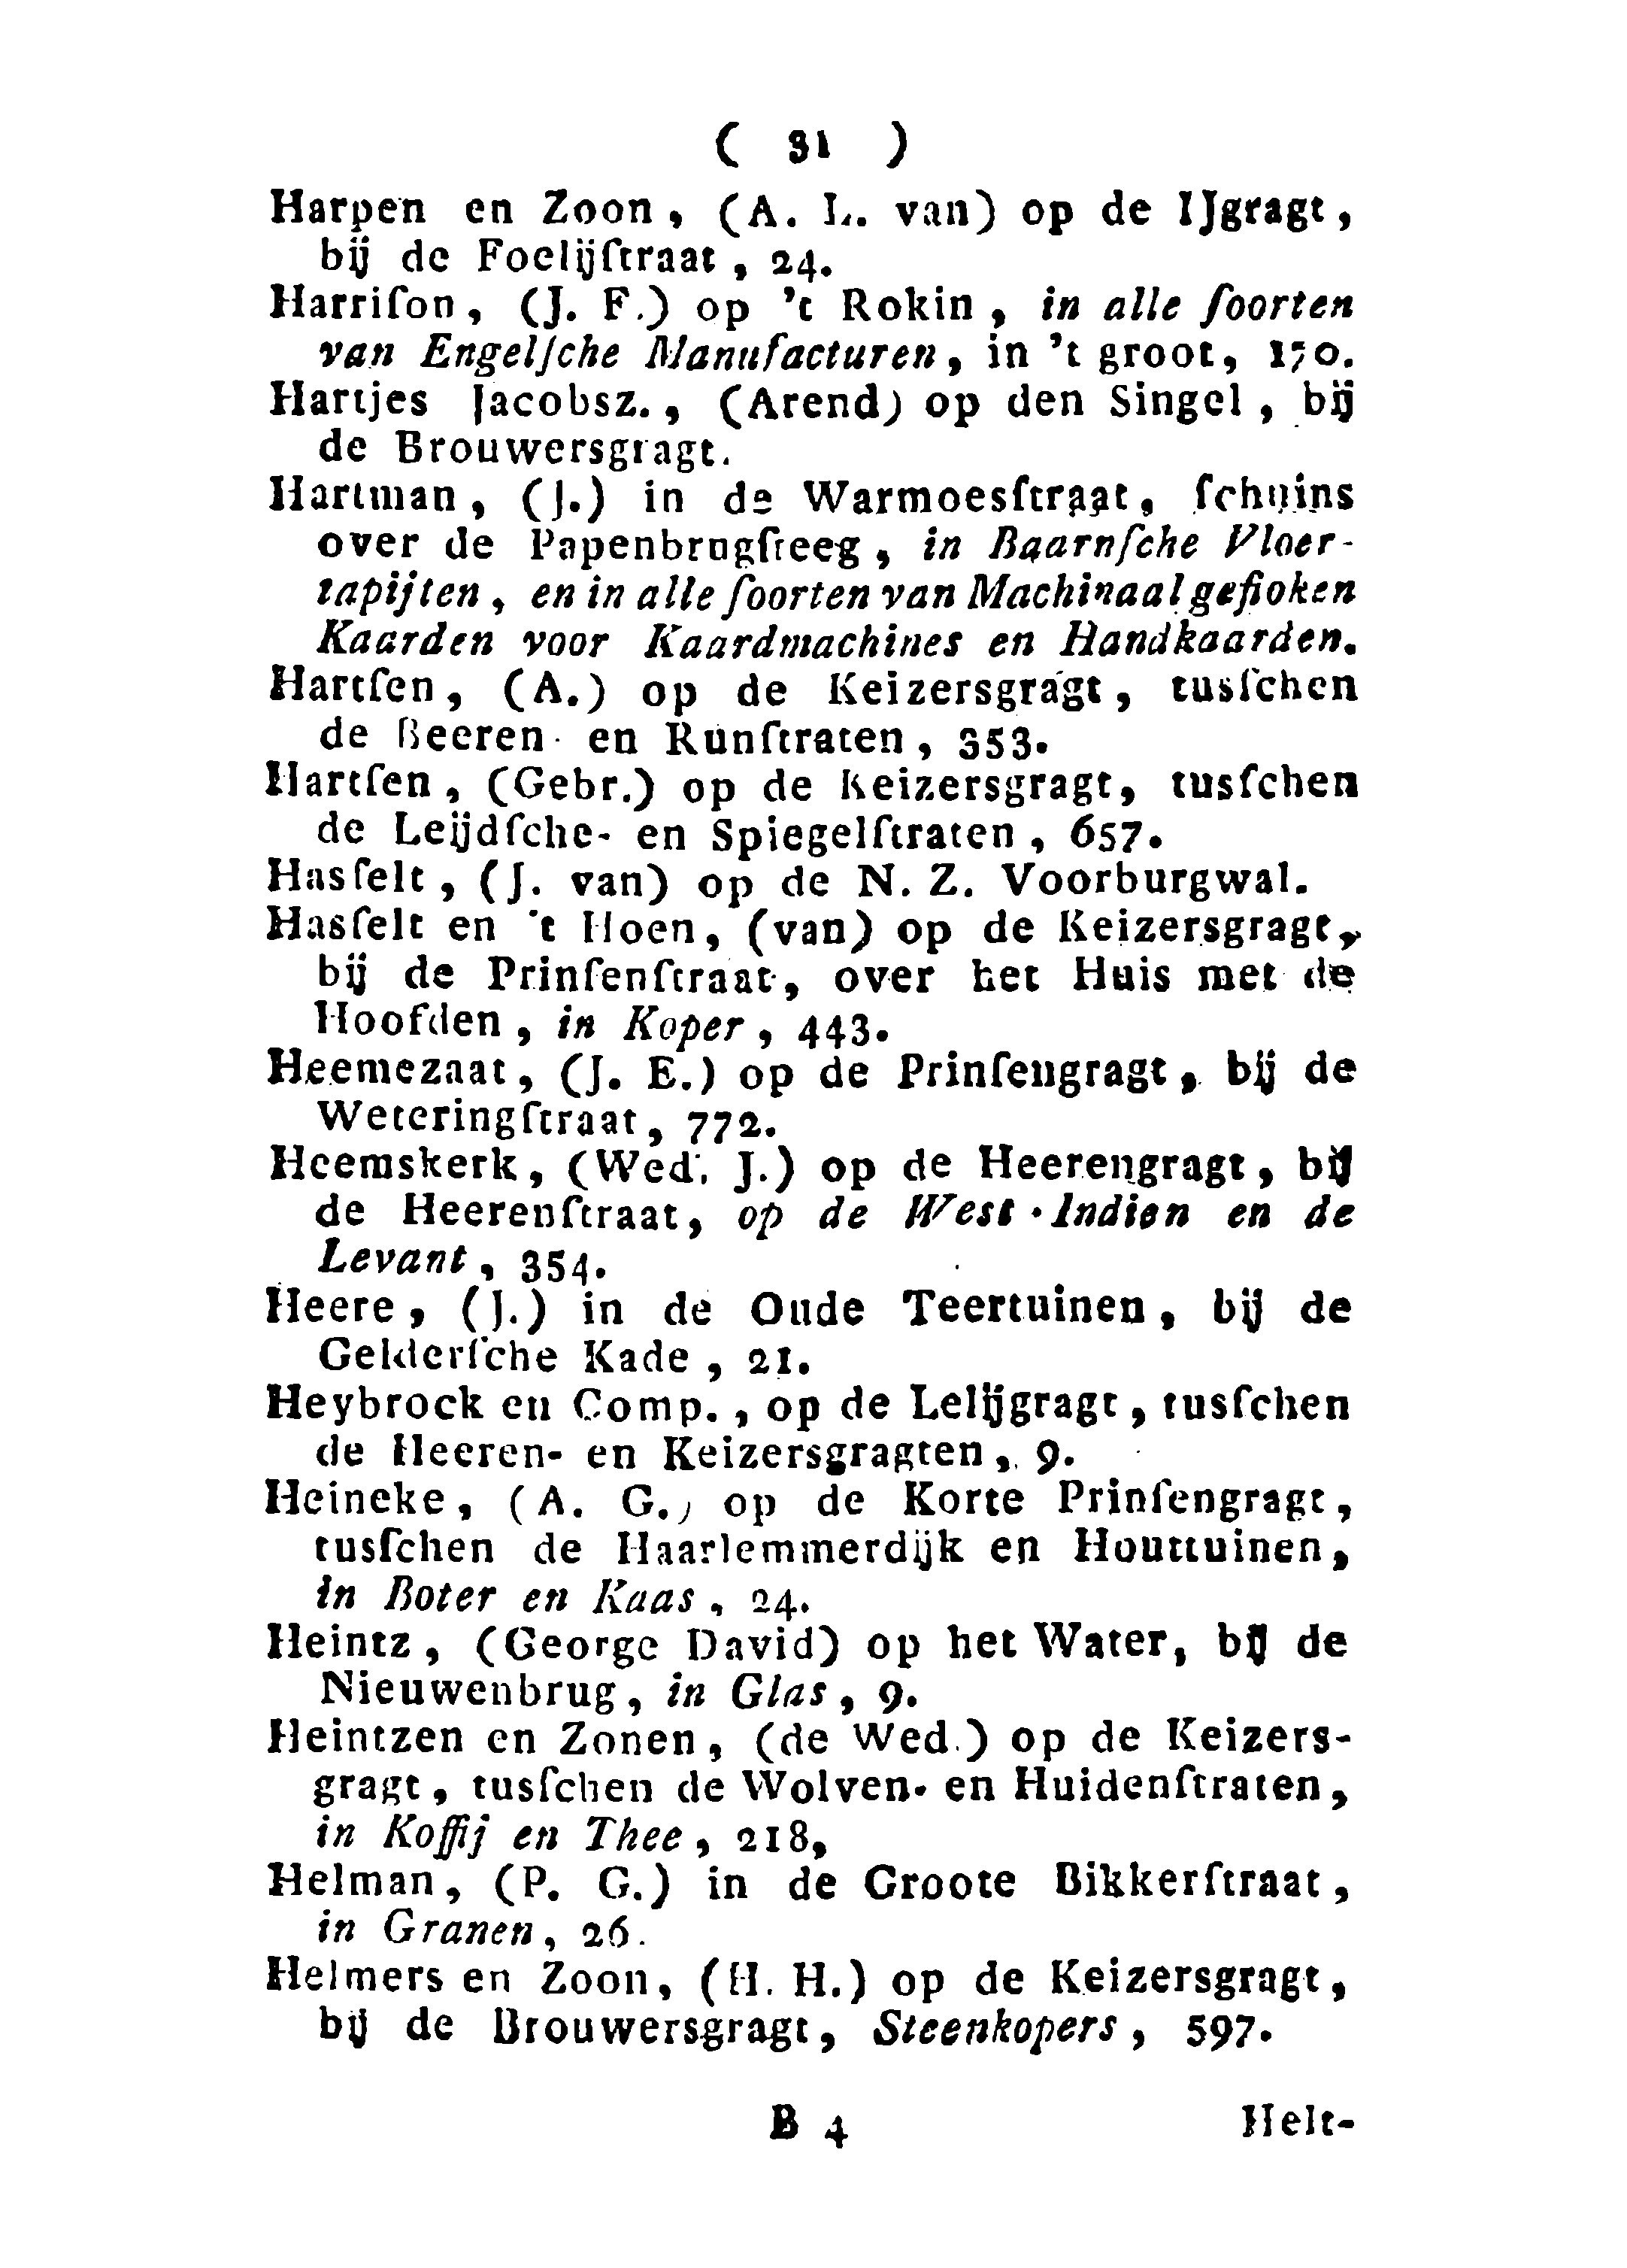 ( 31 )
Harpen en Zoon, (A. L. van) op de IJgragt,
bij de Foelijſtraat, 24.
Harriſon, (J. F.) op 't Rokin, in alle ſoorten
van Engelſche Manufacturen, in 't groot, 170.
Hartjes Jacobsz., (Arend) op den Singel, bij
de Brouwersgragt.
Hartman, (J.) in de Warmoesſtraat, ſchuins
over de Papenbrugſteeg, in Baarnſche Vloer-
tapijten, en in alle ſoorten van Machinaal geſtoken
Kaarden voor Kaardmachines en Handkaarden.
Hartſen, (A.) op de Keizersgragt, tusſchen
de Beeren- en Runſtraten, 353.
Hartſen, (Gebr.) op de Keizersgragt, tusſchen
de Leijdſche- en Spiegelſtraten, 657.
Hasſelt, (J. van) op de N. Z. Voorburgwal.
Hasſelt en 't Hoen, (van) op de Keizersgragt,
bij de Prinſenſtraat, over het Huis met de
Hoofden, in Koper, 443.
Heemezaat, (J. E.) op de Prinſengragt, bij de
Weteringſtraat, 772.
Heemskerk, (Wed. J.) op de Heerengragt, bij
de Heerenſtraat, op de West-Indien en de
Levant, 354.
Heere, (J.) in de Oude Teertuinen, bij de
Gelderſche Kade, 21.
Heybrock en Comp., op de Lelijgragt, tusſchen
de Heeren- en Keizersgragten, 9.
Heineke, (A. G.) op de Korte Prinſengragt,
tusſchen de Haarlemmerdijk en Houttuinen,
in Boter en Kaas, 24.
Heintz, (George David) op het Water, bij de
Nieuwenbrug, in Glas, 9.
Heintzen en Zonen, (de Wed.) op de Keizers-
gragt, tusſchen de Wolven- en Huidenſtraten,
in Koffij en Thee, 218,
Helman, (P. G.) in de Groote Bikkerſtraat,
in Granen, 26.
Helmers en Zoon, (H. H.) op de Keizersgragt,
bij de Brouwersgragt, Steenkopers, 597.
B 4 Helt-